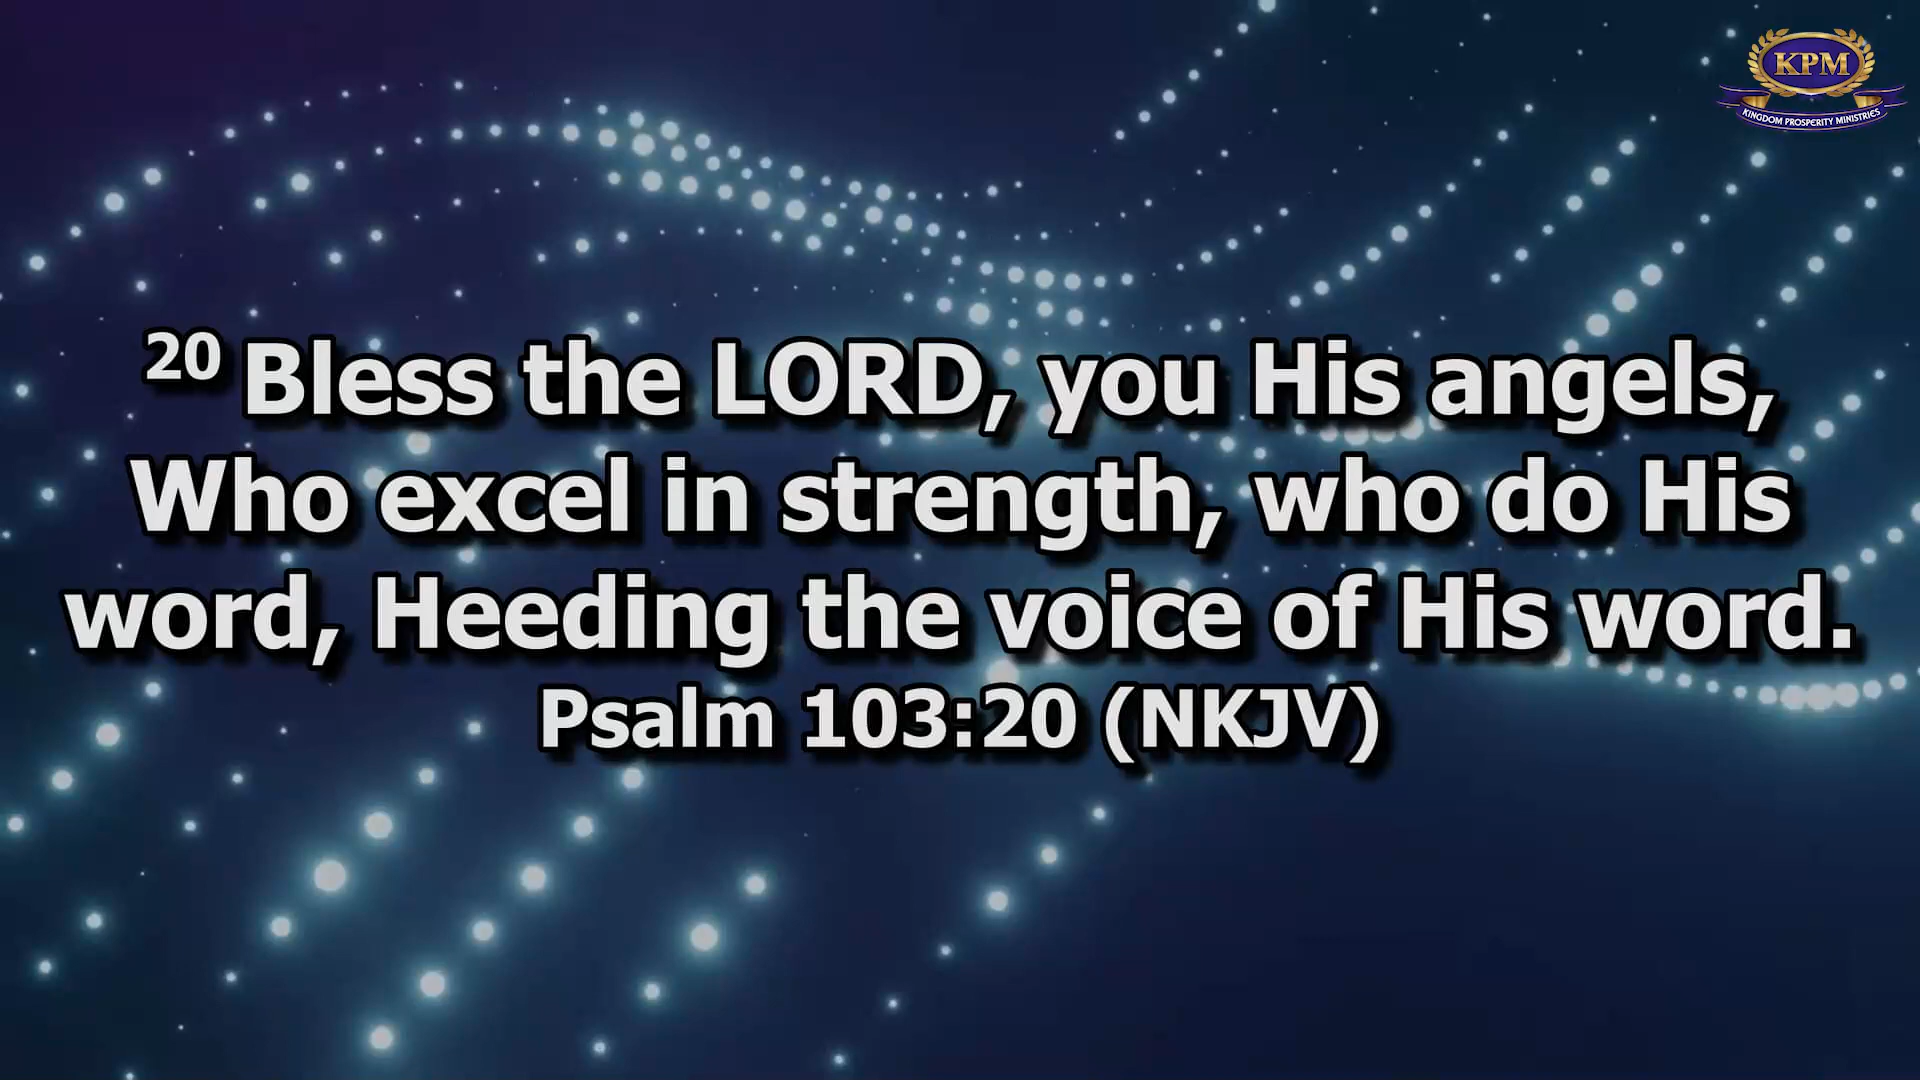 KPM
KINGDOM PROSPERITY MINISTRIES
20 Bless the LORD, you His angels,
Who excel in strength, who do His
word, Heeding the voice of His word.
Psalm 103:20 (NKJV)